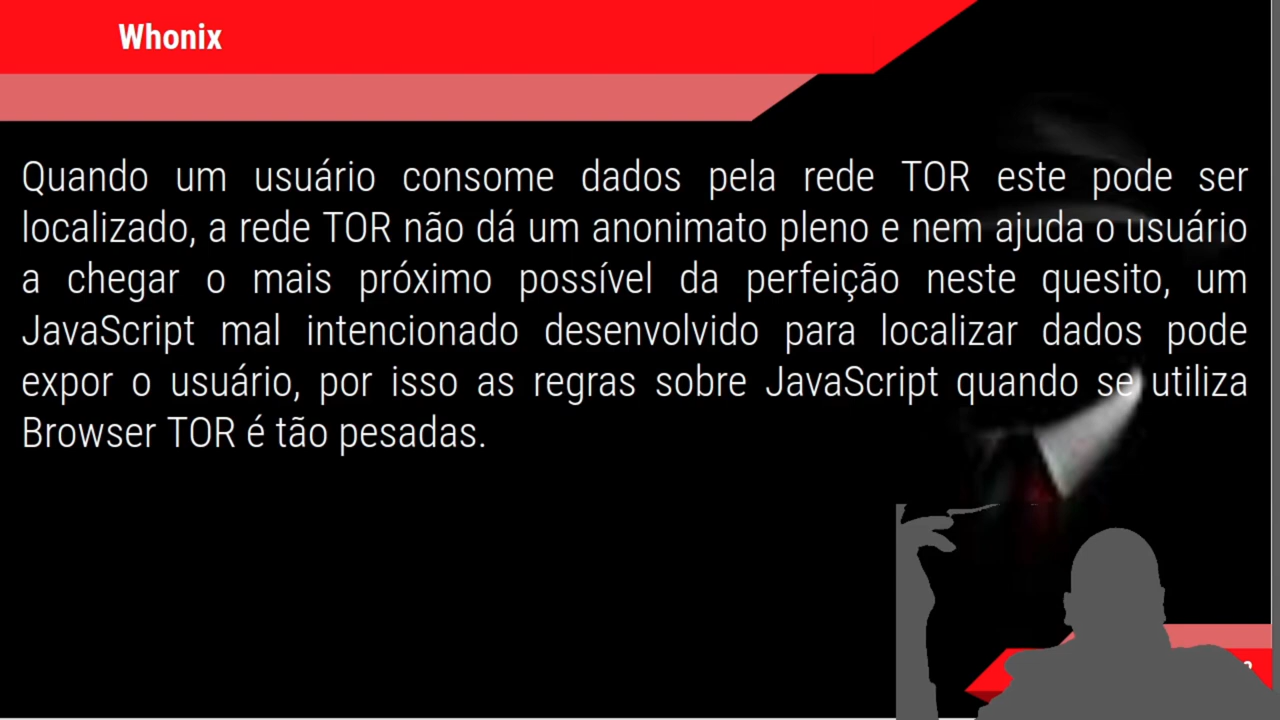 Whonix
Quando um usuário consome dados pela rede TOR este pode ser
localizado, a rede TOR não dá um anonimato pleno e nem ajuda o usuário
a chegar o mais próximo possível da perfeição neste quesito, um
JavaScript mal intencionado desenvolvido para localizar dados pode
expor o usuário, por isso as regras sobre JavaScript quando se utiliza
Browser TOR é tão pesadas.